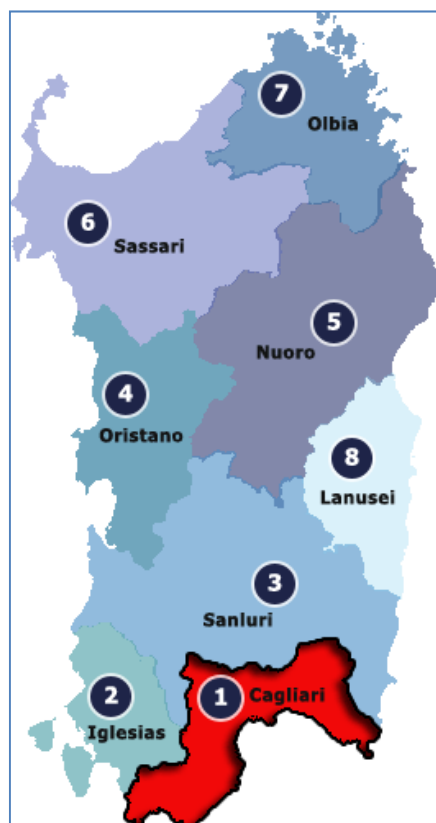 7
Olbia
6
Sassari
5
Nuoro
4
Oristano
8
Lanusei
3
Sanluri
2
Iglesias
1 Cagliari